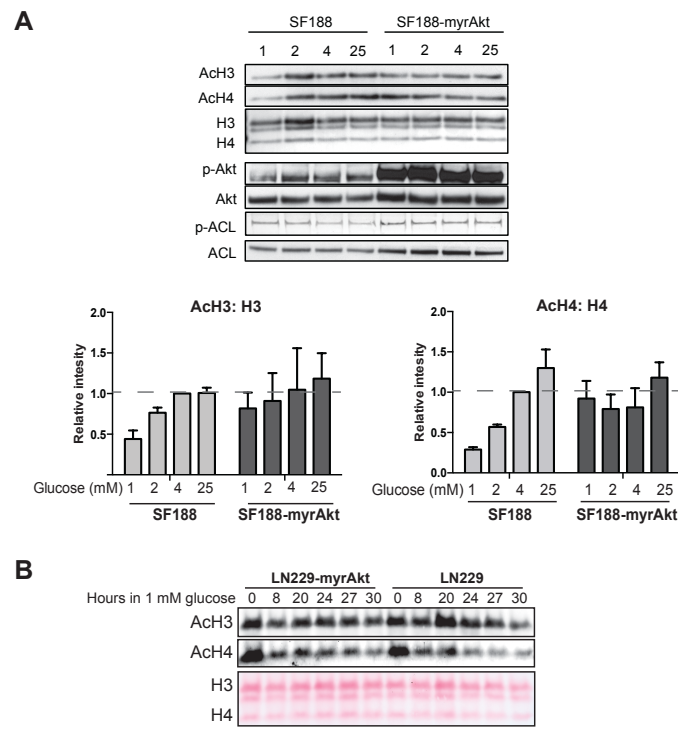 A
SF188 SF188-myrAkt
1 2 4 25 1 2 4 25
AcH3
AcH4
H3
H4
p-Akt
Akt
p-ACL
ACL
AcH3: H3
Relative intesity
2.0
1.5
1.0
0.5
Glucose (mM) 1 2 4 25 1 2 4 25
SF188 SF188-myrAkt
AcH4: H4
Relative intesity
2.0
1.5
1.0
0.5
0.0
Glucose (mM) 1 2 4 25 1 2 4 25
SF188 SF188-myrAkt
B
LN229-myrAkt LN229
Hours in 1 mM glucose 0 8 20 24 27 30 0 8 20 24 27 30
AcH3
AcH4
H3
H4